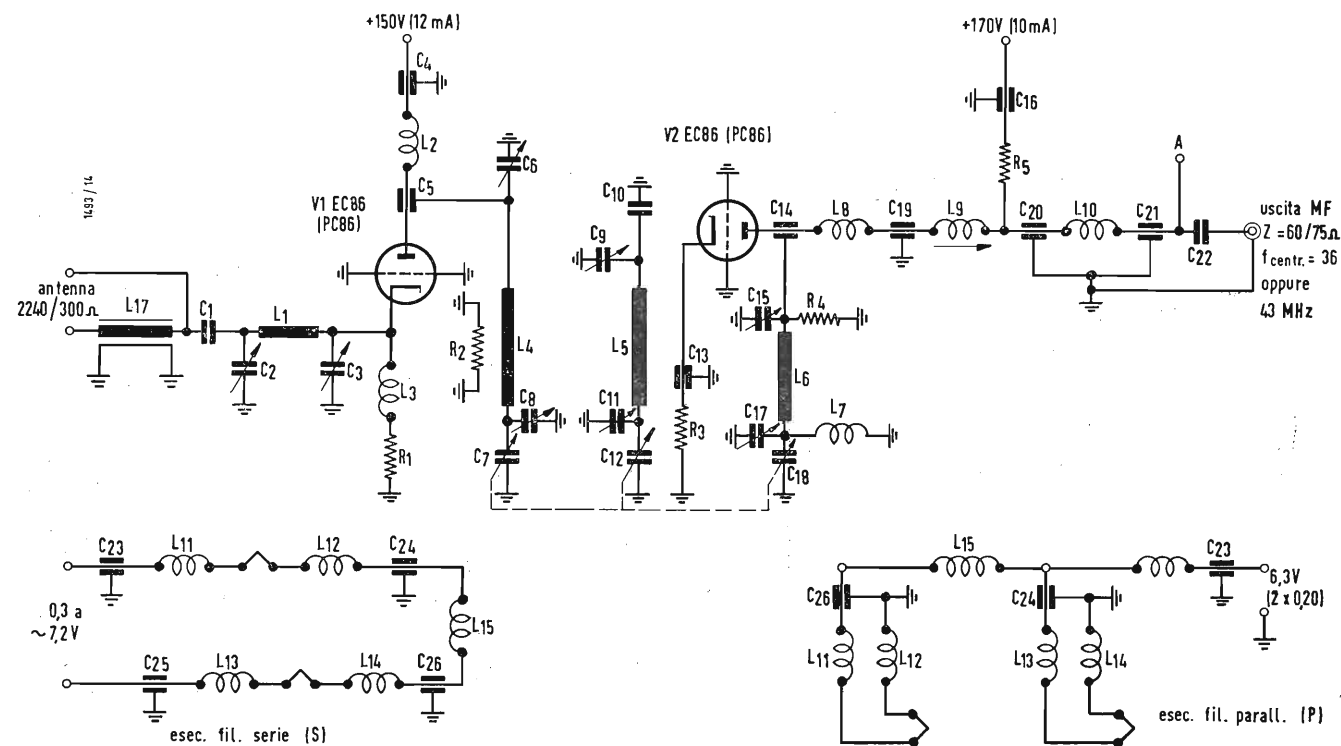 +150V (12 mA)
C4
L2
C5
V1 EC86
(PC86)
1493/14
antenna
2240/300Ω
L17
C1
L1
C2
C3
L3
R1
R2
C6
L4
C8
C7
C10
C9
L5
C11
C12
V2 EC86 (PC86)
C13
R3
C14
C15
R4
L6
C17
L7
C18
L8
C19
L9
+170V (10mA)
C16
R5
C20
L10
C21
A
C22
uscita MF
Z = 60/75Ω
f centr. = 36
oppure
43 MHz
C23
L11
L12
C24
0,3 a
~7,2 V
L15
C25
L13
L14
C26
esec. fil. serie (S)
L15
C23
6,3V
(2 x 0,20)
C26
C24
L11
L12
L13
L14
esec. fil. parall. (P)